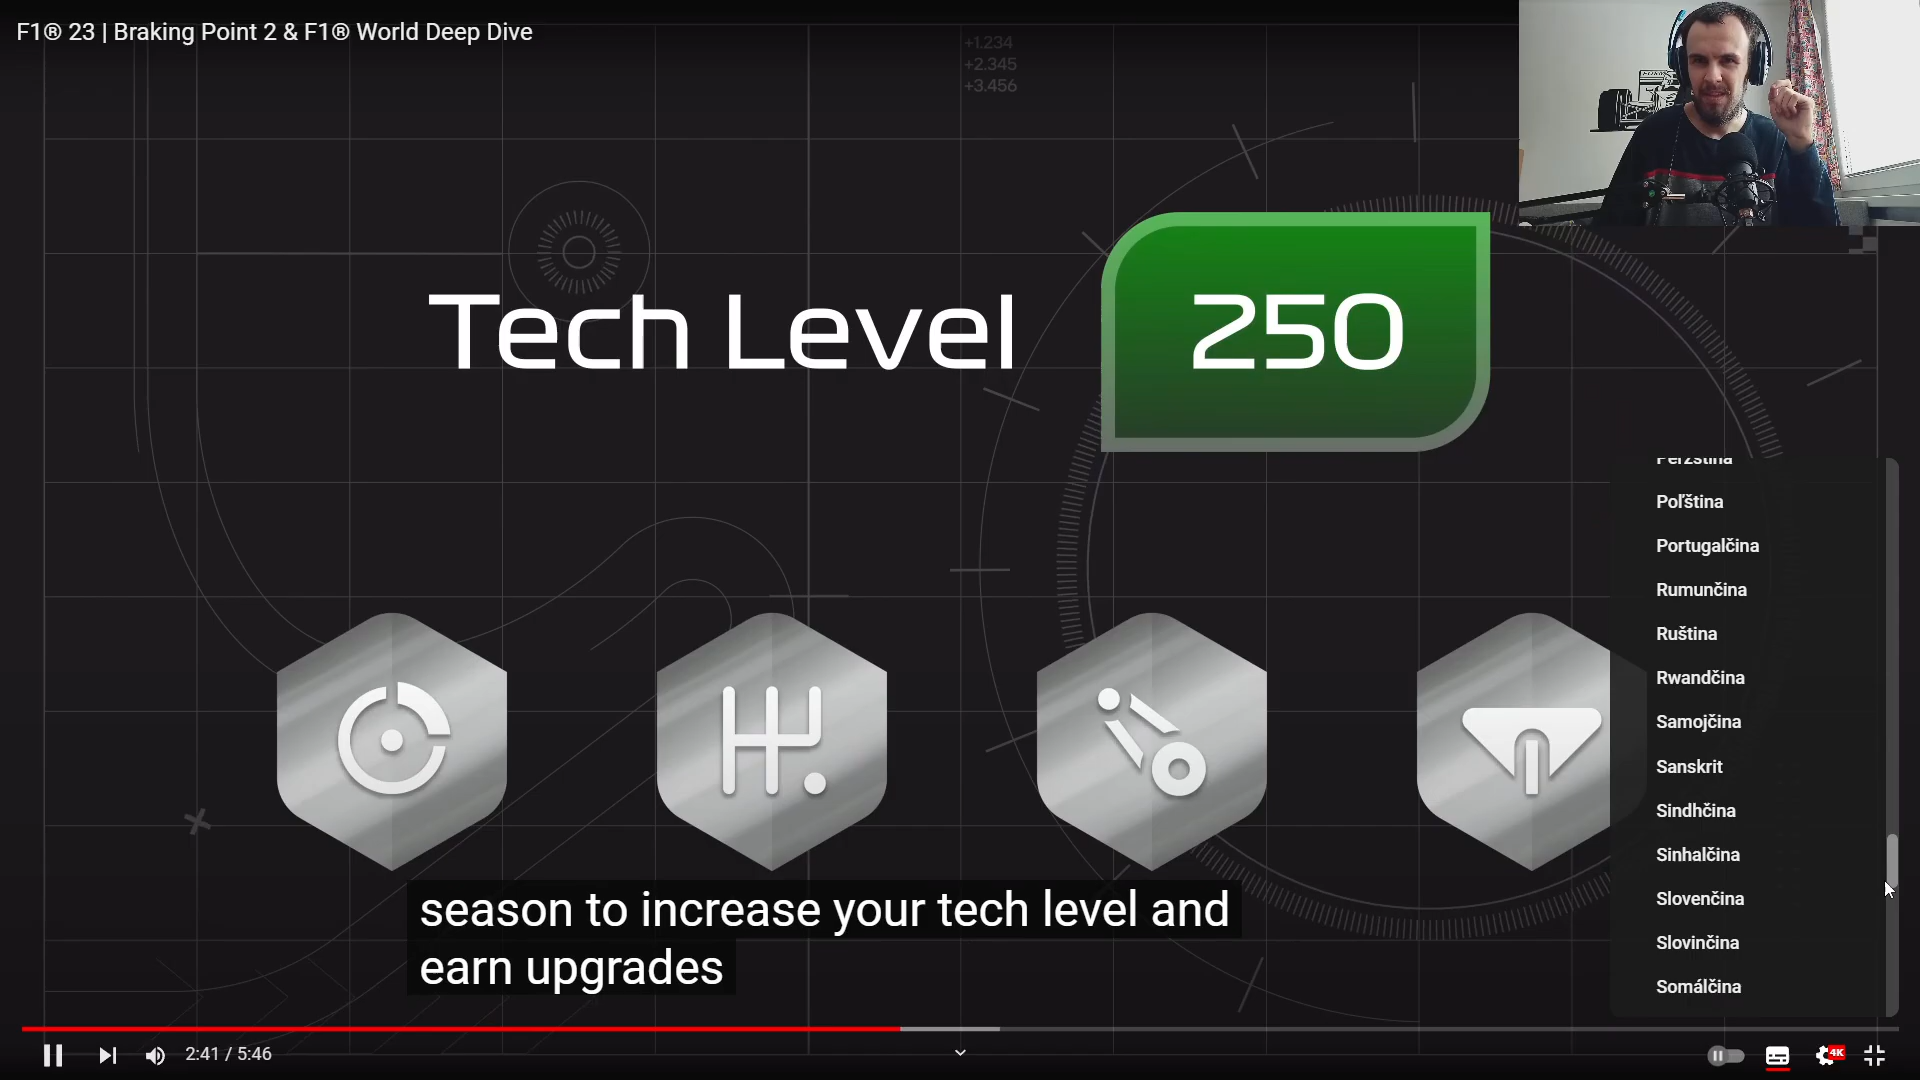 F1® 23 | Braking Point 2 & F1® World Deep Dive
+1.234
+2.345
+3.456
Tech Level
250
Perzština
Poľština
Portugalčina
Rumunčina
Ruština
Rwandčina
Samojčina
Sanskrit
Sindhčina
Sinhalčina
Slovenčina
Slovinčina
Somálčina
season to increase your tech level and
earn upgrades
2:41 / 5:46
4K